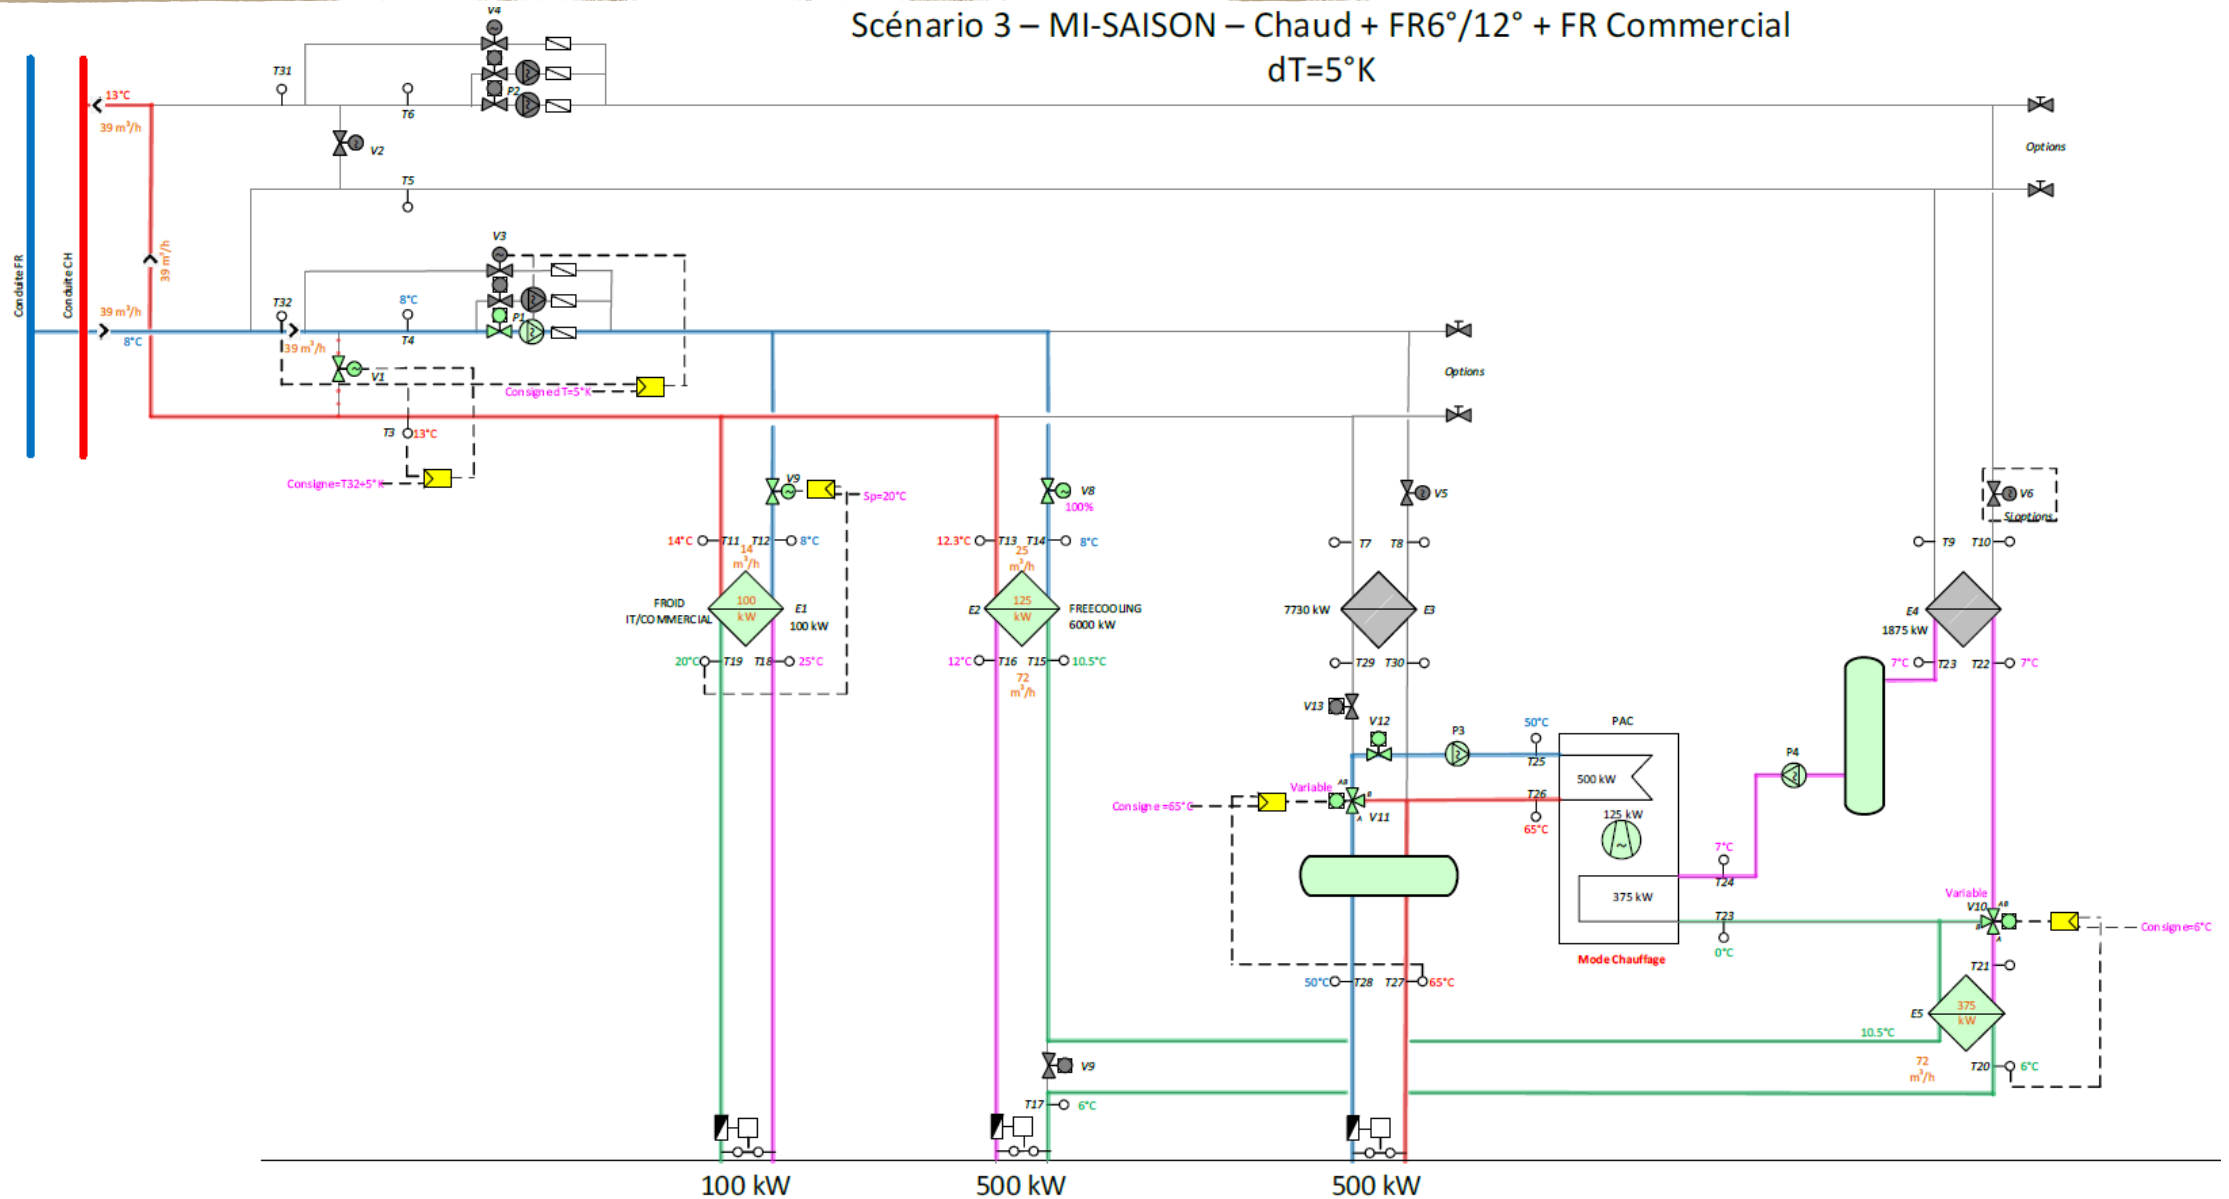 Scénario 3 – MI-SAISON – Chaud + FR6°/12° + FR Commercial
dT=5°K
V4
T31
13°C
39 m³/h
T6
P2
V2
T5
Options
Conduite FR
Conduite CH
39 m³/h
V3
T32
8°C
39 m³/h
8°C
39 m³/h
T4
P1
V1
Consigne dT=5°K
Options
T3
13°C
Consigne=T32+5°K
V9
Sp=20°C
V8
100%
V5
V6
Si options
14°C
T11
T12
8°C
14
m³/h
12.3°C
T13
T14
8°C
25
m³/h
T7
T8
T9
T10
FROID
IT/COMMERCIAL
100
kW
E1
100 kW
E2
125
kW
FREECOOLING
6000 kW
7730 kW
E3
E4
1875 kW
20°C
T19
T18
25°C
12°C
T16
T15
10.5°C
72
m³/h
T29
T30
7°C
T23
T22
7°C
V13
V12
P3
50°C
T25
PAC
P4
500 kW
Variable
AB
B
A
V11
Consigne =65°C
T26
65°C
125 kW
7°C
T24
375 kW
T23
0°C
Mode Chauffage
Variable
V10
AB
B
A
Consigne=6°C
T21
50°C
T28
T27
65°C
E5
375
kW
10.5°C
72
m³/h
T20
6°C
V9
T17
6°C
100 kW
500 kW
500 kW